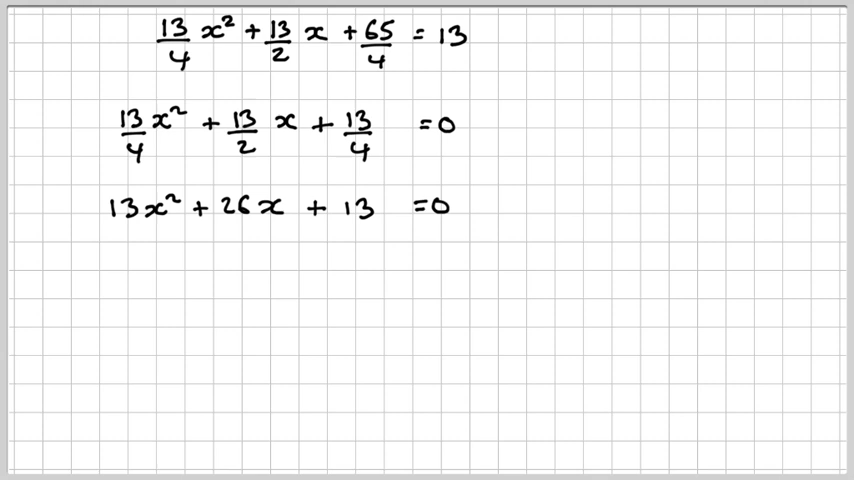 13/4 x² + 13/2 x + 65/4 = 13
13/4 x² + 13/2 x + 13/4 = 0
13x² + 26x + 13 = 0